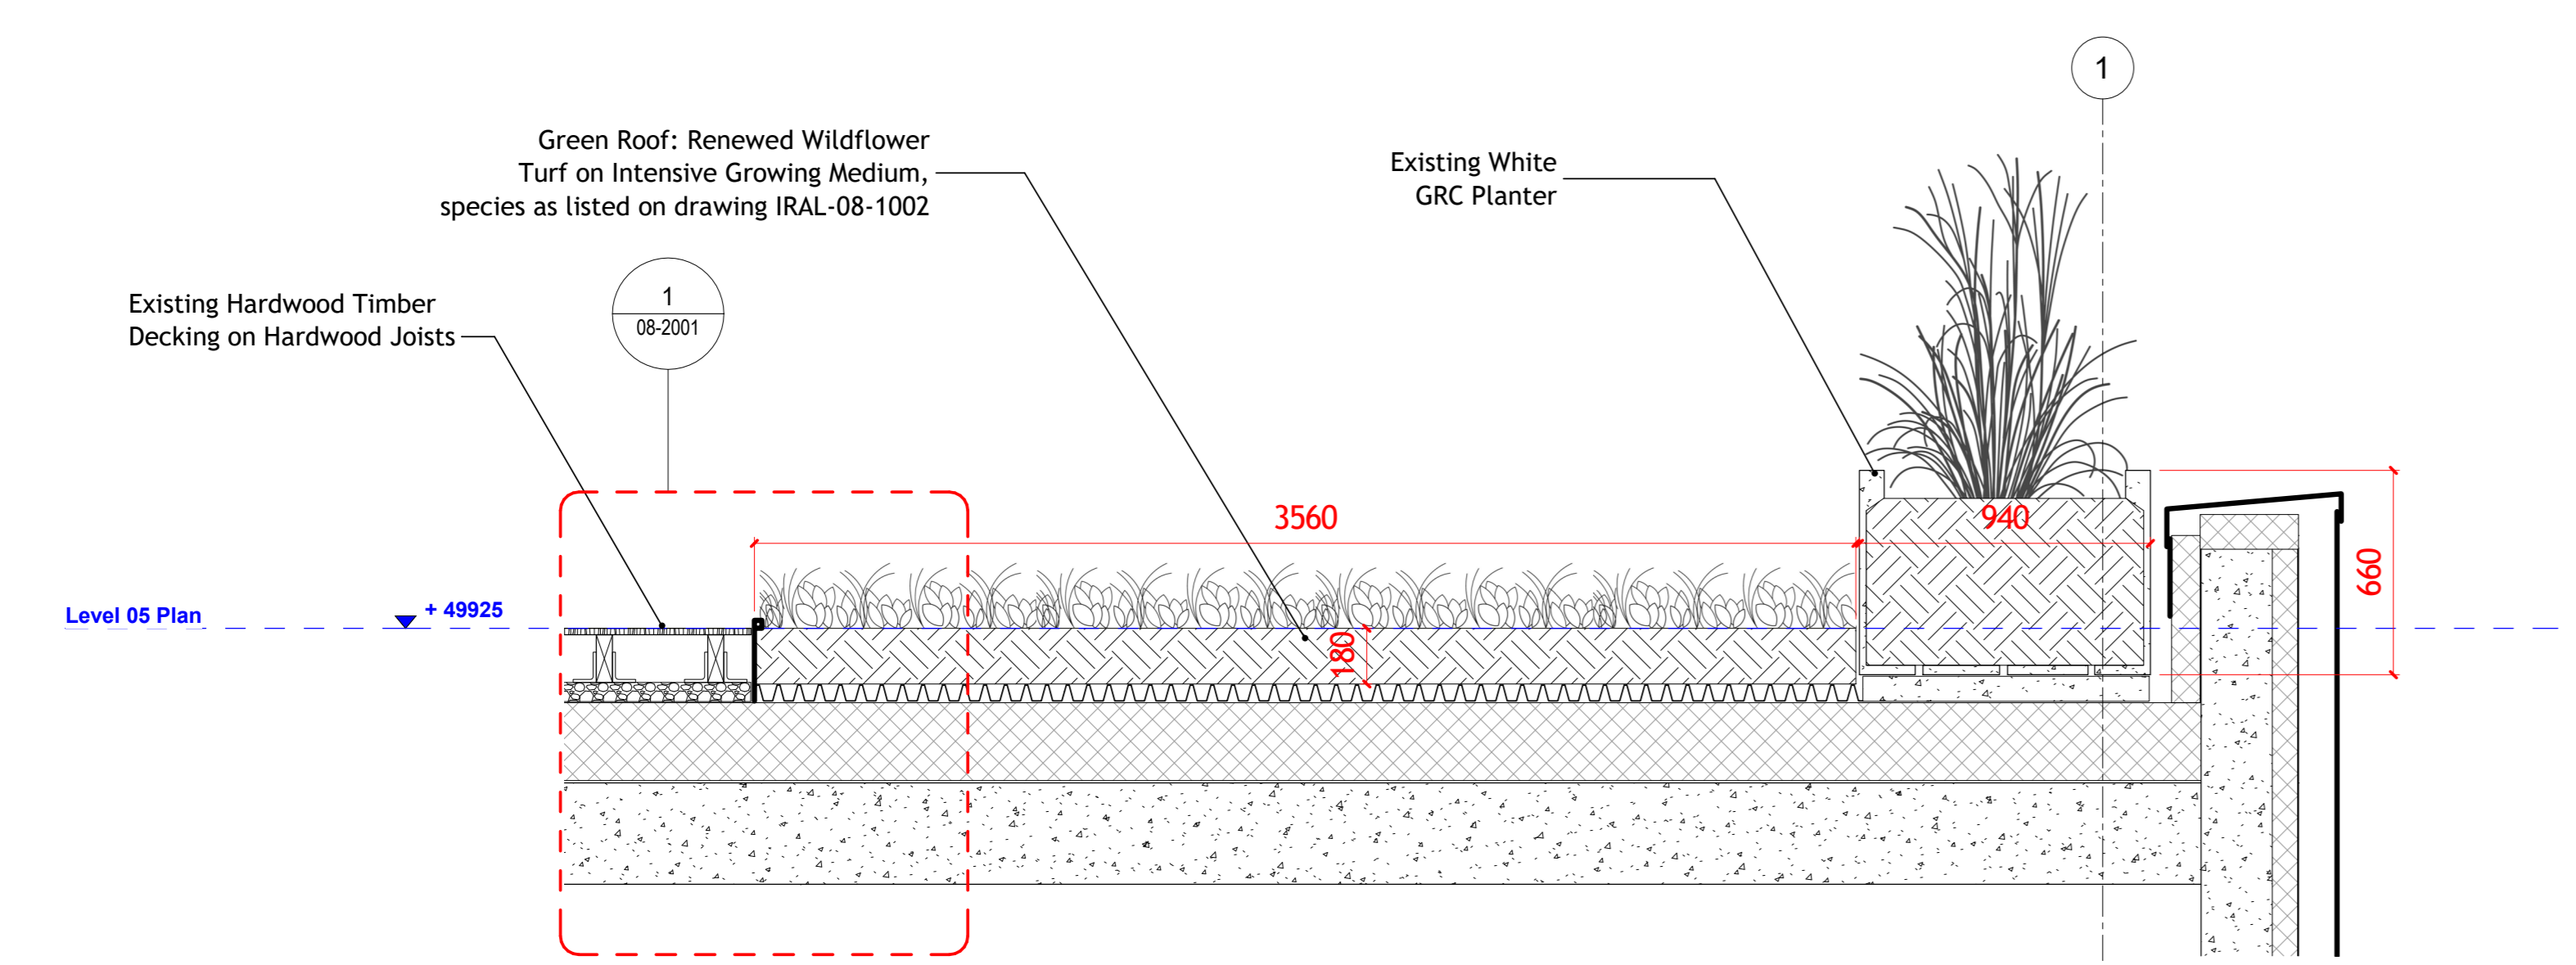 1
Green Roof: Renewed Wildflower
Turf on Intensive Growing Medium,
species as listed on drawing IRAL-08-1002
Existing White
GRC Planter
1
08-2001
Existing Hardwood Timber
Decking on Hardwood Joists
3560
940
660
Level 05 Plan
+ 49925
180